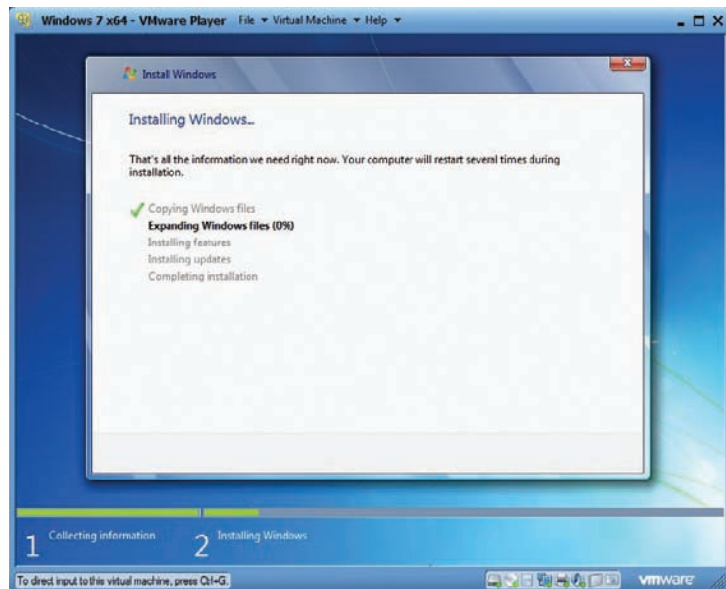 Windows 7 x64 - VMware Player File Virtual Machine Help
Install Windows
Installing Windows...
That's all the information we need right now. Your computer will restart several times during
installation.
Copying Windows files
Expanding Windows files (0%)
Installing features
Installing updates
Completing installation
1 Collecting information 2 Installing Windows
To direct input to this virtual machine, press Ctrl+G.
vmware